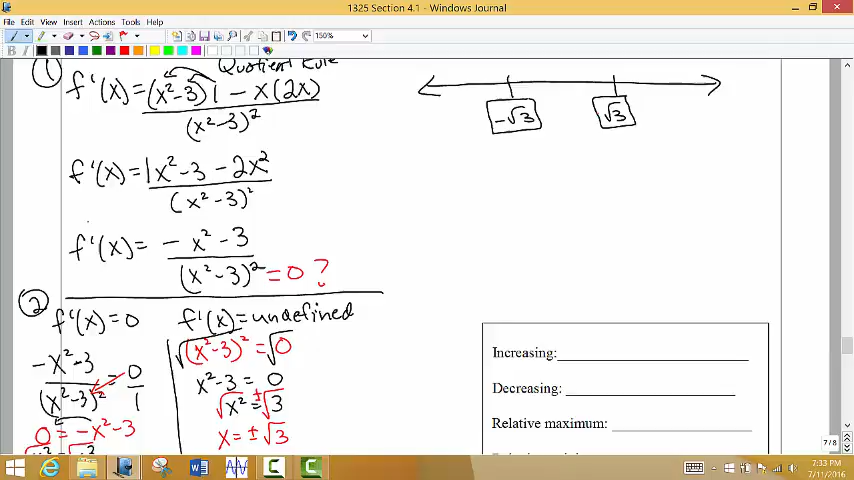 1325 Section 4.1 - Windows Journal
File Edit View Insert Actions Tools Help
150%
B I
① Quotient Rule
f'(x) = (x²-3)1 - x(2x)
(x²-3)²
-√3 √3
f'(x) = 1x²-3 - 2x²
(x²-3)²
f'(x) = -x²-3
(x²-3)² = 0 ?
②
f'(x) = 0 f'(x) = undefined
-x²-3 = 0
(x²-3)² 1
0 = -x²-3
√(x²-3)² = √0
x²-3 = 0
√x² = ±√3
x = ±√3
Increasing:
Decreasing:
Relative maximum:
7/8
7:33 PM
7/11/2016